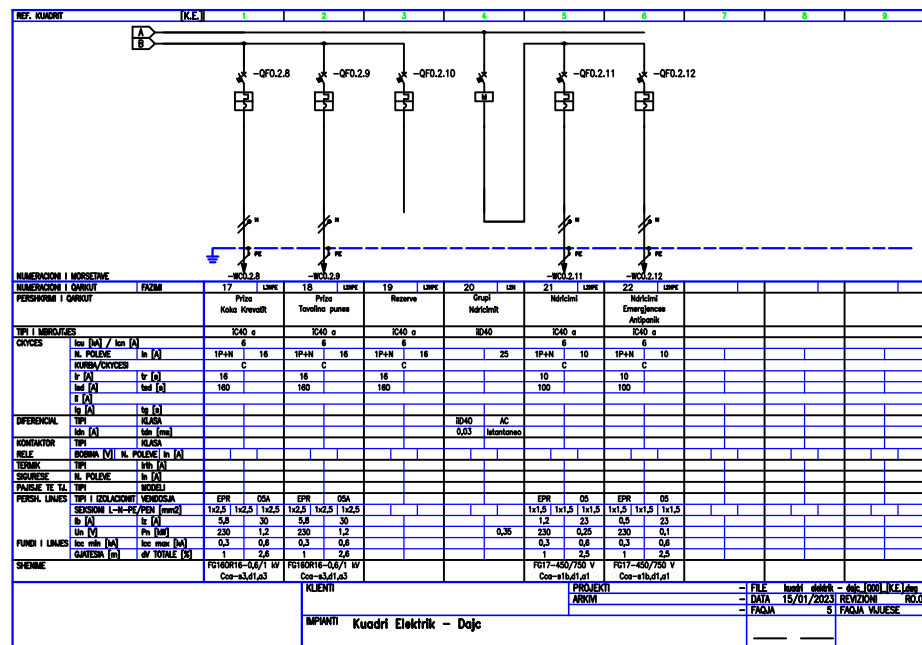 REF. KUADRIT [K.E.] 1 2 3 4 5 6 7 8 9
A
B
-QF0.2.8 -QF0.2.9 -QF0.2.10 -QF0.2.11 -QF0.2.12
N N N N
PE PE PE PE
NUMERACIONI I MORSETAVE -WC0.2.8 -WC0.2.9 -WC0.2.11 -WC0.2.12
NUMERACIONI I QARKUT FAZIMI 17 L3NPE 18 L3NPE 19 L3NPE 20 L3N 21 L3NPE 22 L3NPE
PERSHKRIMI I QARKUT Priza Priza Rezerve Grupi Ndricimi Ndricimi
Koka Krevatit Tavolina punes Ndricimit Emergjences
Antipanik
TIPI I MBROJTJES iC40 a iC40 a iC40 a iID40 iC40 a iC40 a
CKYCES Icu [kA] / Icn [A] 6 6 6 6 6
N. POLEVE In [A] 1P+N 16 1P+N 16 1P+N 16 25 1P+N 10 1P+N 10
KURBA/CKYCESI C C C C C
Ir [A] tr [s] 16 16 16 10 10
Isd [A] tsd [s] 160 160 160 100 100
Ii [A]
Ig [A] tg [s]
DIFERENCIAL TIPI KLASA iID40 AC
Idn [A] tdn [ms] 0,03 Istantaneo
KONTAKTOR TIPI KLASA
RELE BOBINA [V] N. POLEVE In [A]
TERMIK TIPI Irth [A]
SIGURESE N. POLEVE In [A]
PAJISJE TE TJ. TIPI MODELI
PERSH. LINJES TIPI I IZOLACIONIT VENDOSJA EPR 05A EPR 05A EPR 05 EPR 05
SEKSIONI L-N-PE/PEN [mm2] 1x2,5 1x2,5 1x2,5 1x2,5 1x2,5 1x2,5 1x1,5 1x1,5 1x1,5 1x1,5 1x1,5 1x1,5
Ib [A] Iz [A] 5,8 30 5,8 30 1,2 23 0,5 23
Un [V] Pn [kW] 230 1,2 230 1,2 0,35 230 0,25 230 0,1
FUNDI I LINJES Icc min [kA] Icc max [kA] 0,3 0,6 0,3 0,6 0,3 0,6 0,3 0,6
GJATESIA [m] dV TOTALE [%] 1 2,6 1 2,6 1 2,5 1 2,5
SHENIME FG16OR16-0,6/1 kV FG16OR16-0,6/1 kV FG17-450/750 V FG17-450/750 V
Cca-s3,d1,a3 Cca-s3,d1,a3 Cca-s1b,d1,a1 Cca-s1b,d1,a1
KLIENTI PROJEKTI - FILE kuadri elektrik - dajc_[Q00]_[K.E.].dwg
ARKIVI - DATA 15/01/2023 REVIZIONI R0.0
- FAQJA 5 FAQJA VIJUESE
IMPIANTI Kuadri Elektrik - Dajc